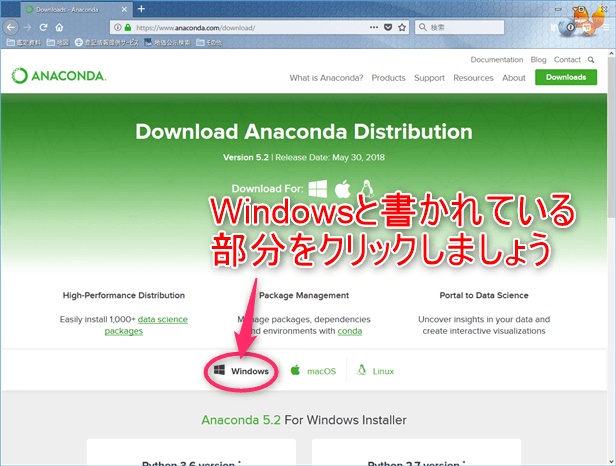 Downloads - Anaconda
https://www.anaconda.com/download/
検索
鑑定資料 地図 登記情報提供サービス 地価公示検索 その他
Documentation Blog Contact
ANACONDA
What is Anaconda? Products Support Resources About Downloads
Download Anaconda Distribution
Version 5.2 | Release Date: May 30, 2018
Download For:
Windowsと書かれている
部分をクリックしましょう
High-Performance Distribution
Easily install 1,000+ data science
packages
Package Management
Manage packages, dependencies
and environments with conda
Portal to Data Science
Uncover insights in your data and
create interactive visualizations
Windows macOS Linux
Anaconda 5.2 For Windows Installer
Python 3.6 version *
Python 2.7 version *